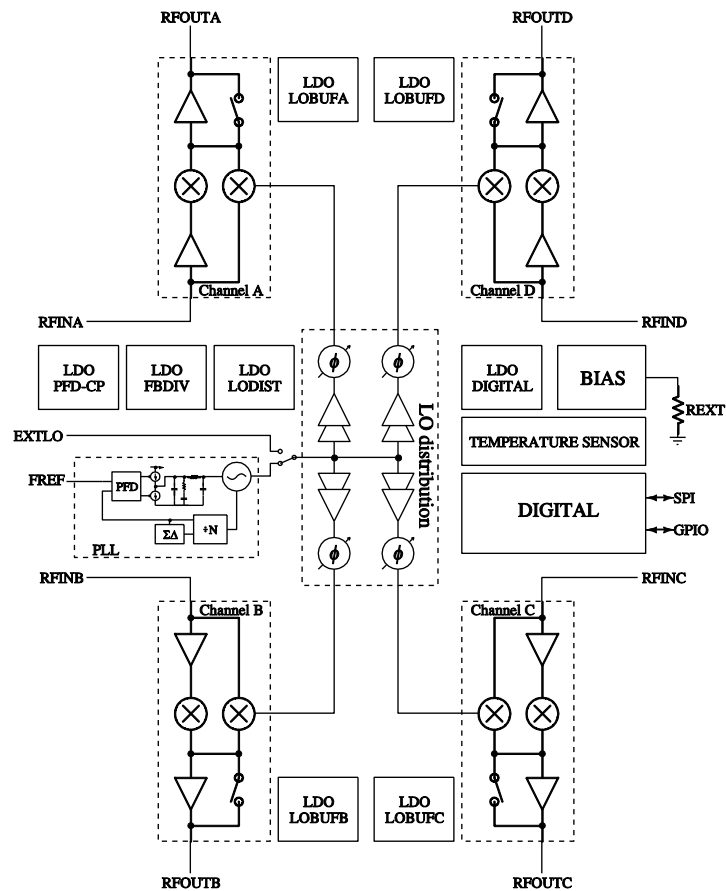 RFOUTA
RFOUTD
LDO
LOBUFA
LDO
LOBUFD
Channel A
Channel D
RFINA
RFIND
LDO
PFD-CP
LDO
FBDIV
LDO
LODIST
ϕ
ϕ
LO distribution
LDO
DIGITAL
BIAS
REXT
EXTLO
TEMPERATURE SENSOR
FREF
PFD
ΣΔ
÷N
PLL
DIGITAL
SPI
GPIO
ϕ
ϕ
RFINB
RFINC
Channel B
Channel C
LDO
LOBUFB
LDO
LOBUFC
RFOUTB
RFOUTC